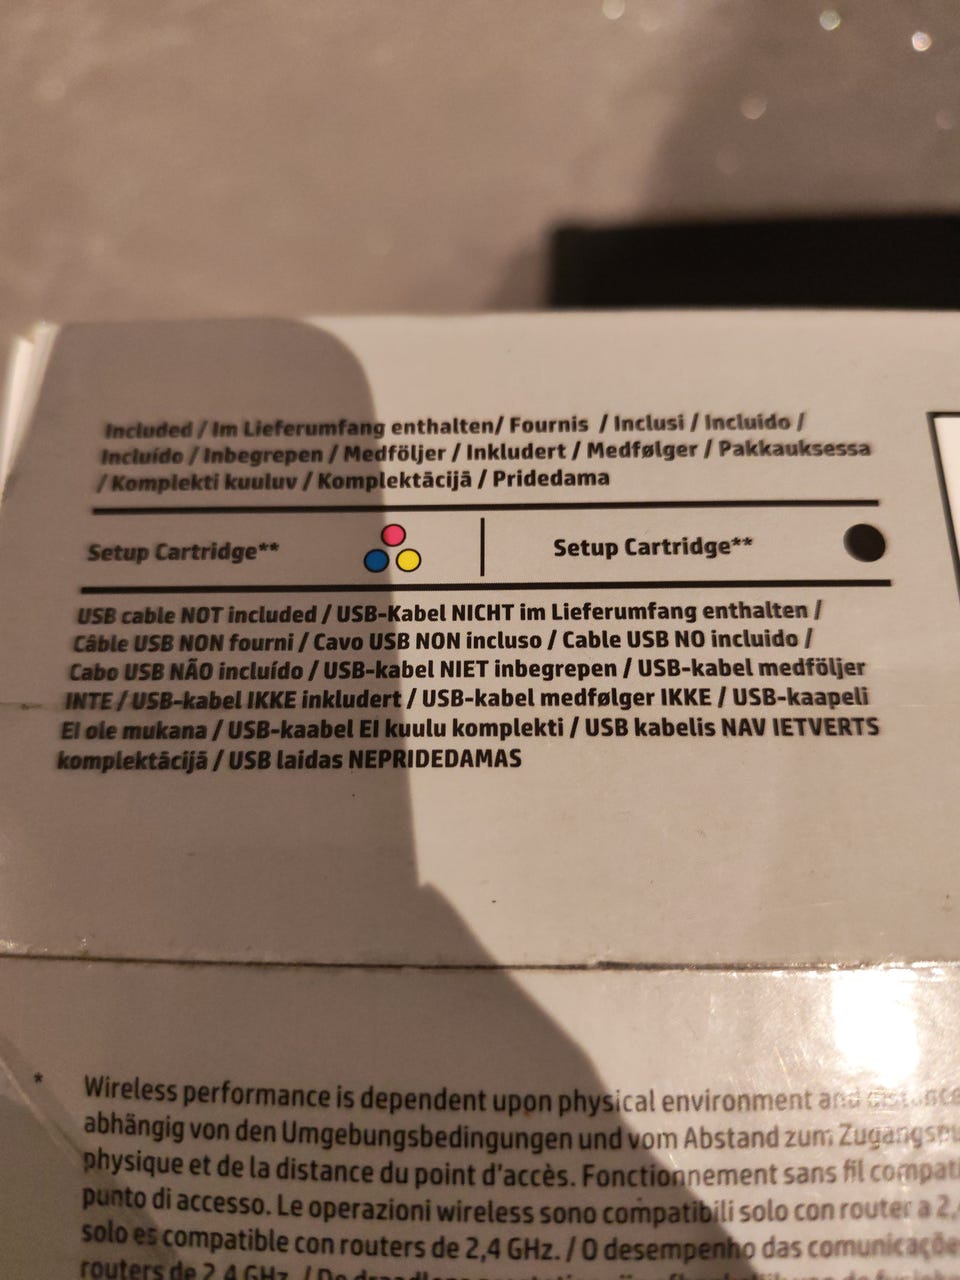 Included / Im Lieferumfang enthalten/ Fournis / Inclusi / Incluido /
Incluído / Inbegrepen / Medföljer / Inkludert / Medfølger / Pakkauksessa
/ Komplekti kuuluv / Komplektācijā / Pridedama
Setup Cartridge** Setup Cartridge**
USB cable NOT included / USB-Kabel NICHT im Lieferumfang enthalten /
Câble USB NON fourni / Cavo USB NON incluso / Cable USB NO incluido /
Cabo USB NÃO incluído / USB-kabel NIET inbegrepen / USB-kabel medföljer
INTE / USB-kabel IKKE inkludert / USB-kabel medfølger IKKE / USB-kaapeli
EI ole mukana / USB-kaabel EI kuulu komplekti / USB kabelis NAV IETVERTS
komplektācijā / USB laidas NEPRIDEDAMAS
* Wireless performance is dependent upon physical environment and distance
abhängig von den Umgebungsbedingungen und vom Abstand zum
physique et de la distance du point d'accès. Fonctionnement sans fil
punto di accesso. Le operazioni wireless sono compatibili solo con router a
solo es compatible con routers de 2,4 GHz. / O desempenho das
routers de 2,4 GHz. / De draadloze